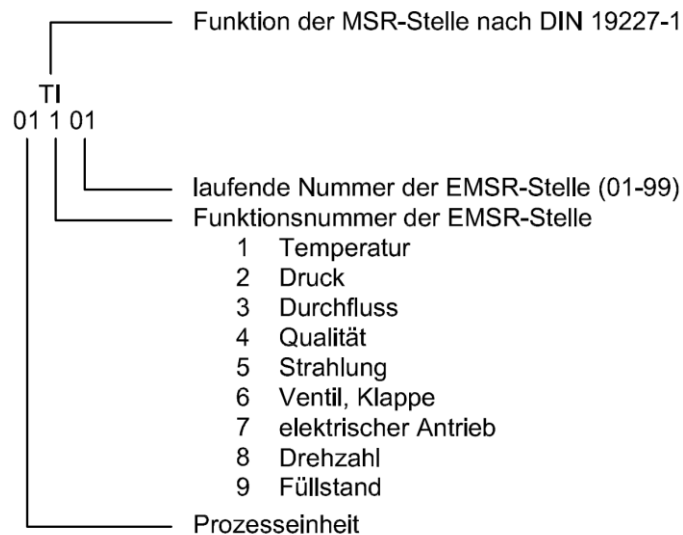 Funktion der MSR-Stelle nach DIN 19227-1
TI
01 1 01
laufende Nummer der EMSR-Stelle (01-99)
Funktionsnummer der EMSR-Stelle
1 Temperatur
2 Druck
3 Durchfluss
4 Qualität
5 Strahlung
6 Ventil, Klappe
7 elektrischer Antrieb
8 Drehzahl
9 Füllstand
Prozesseinheit